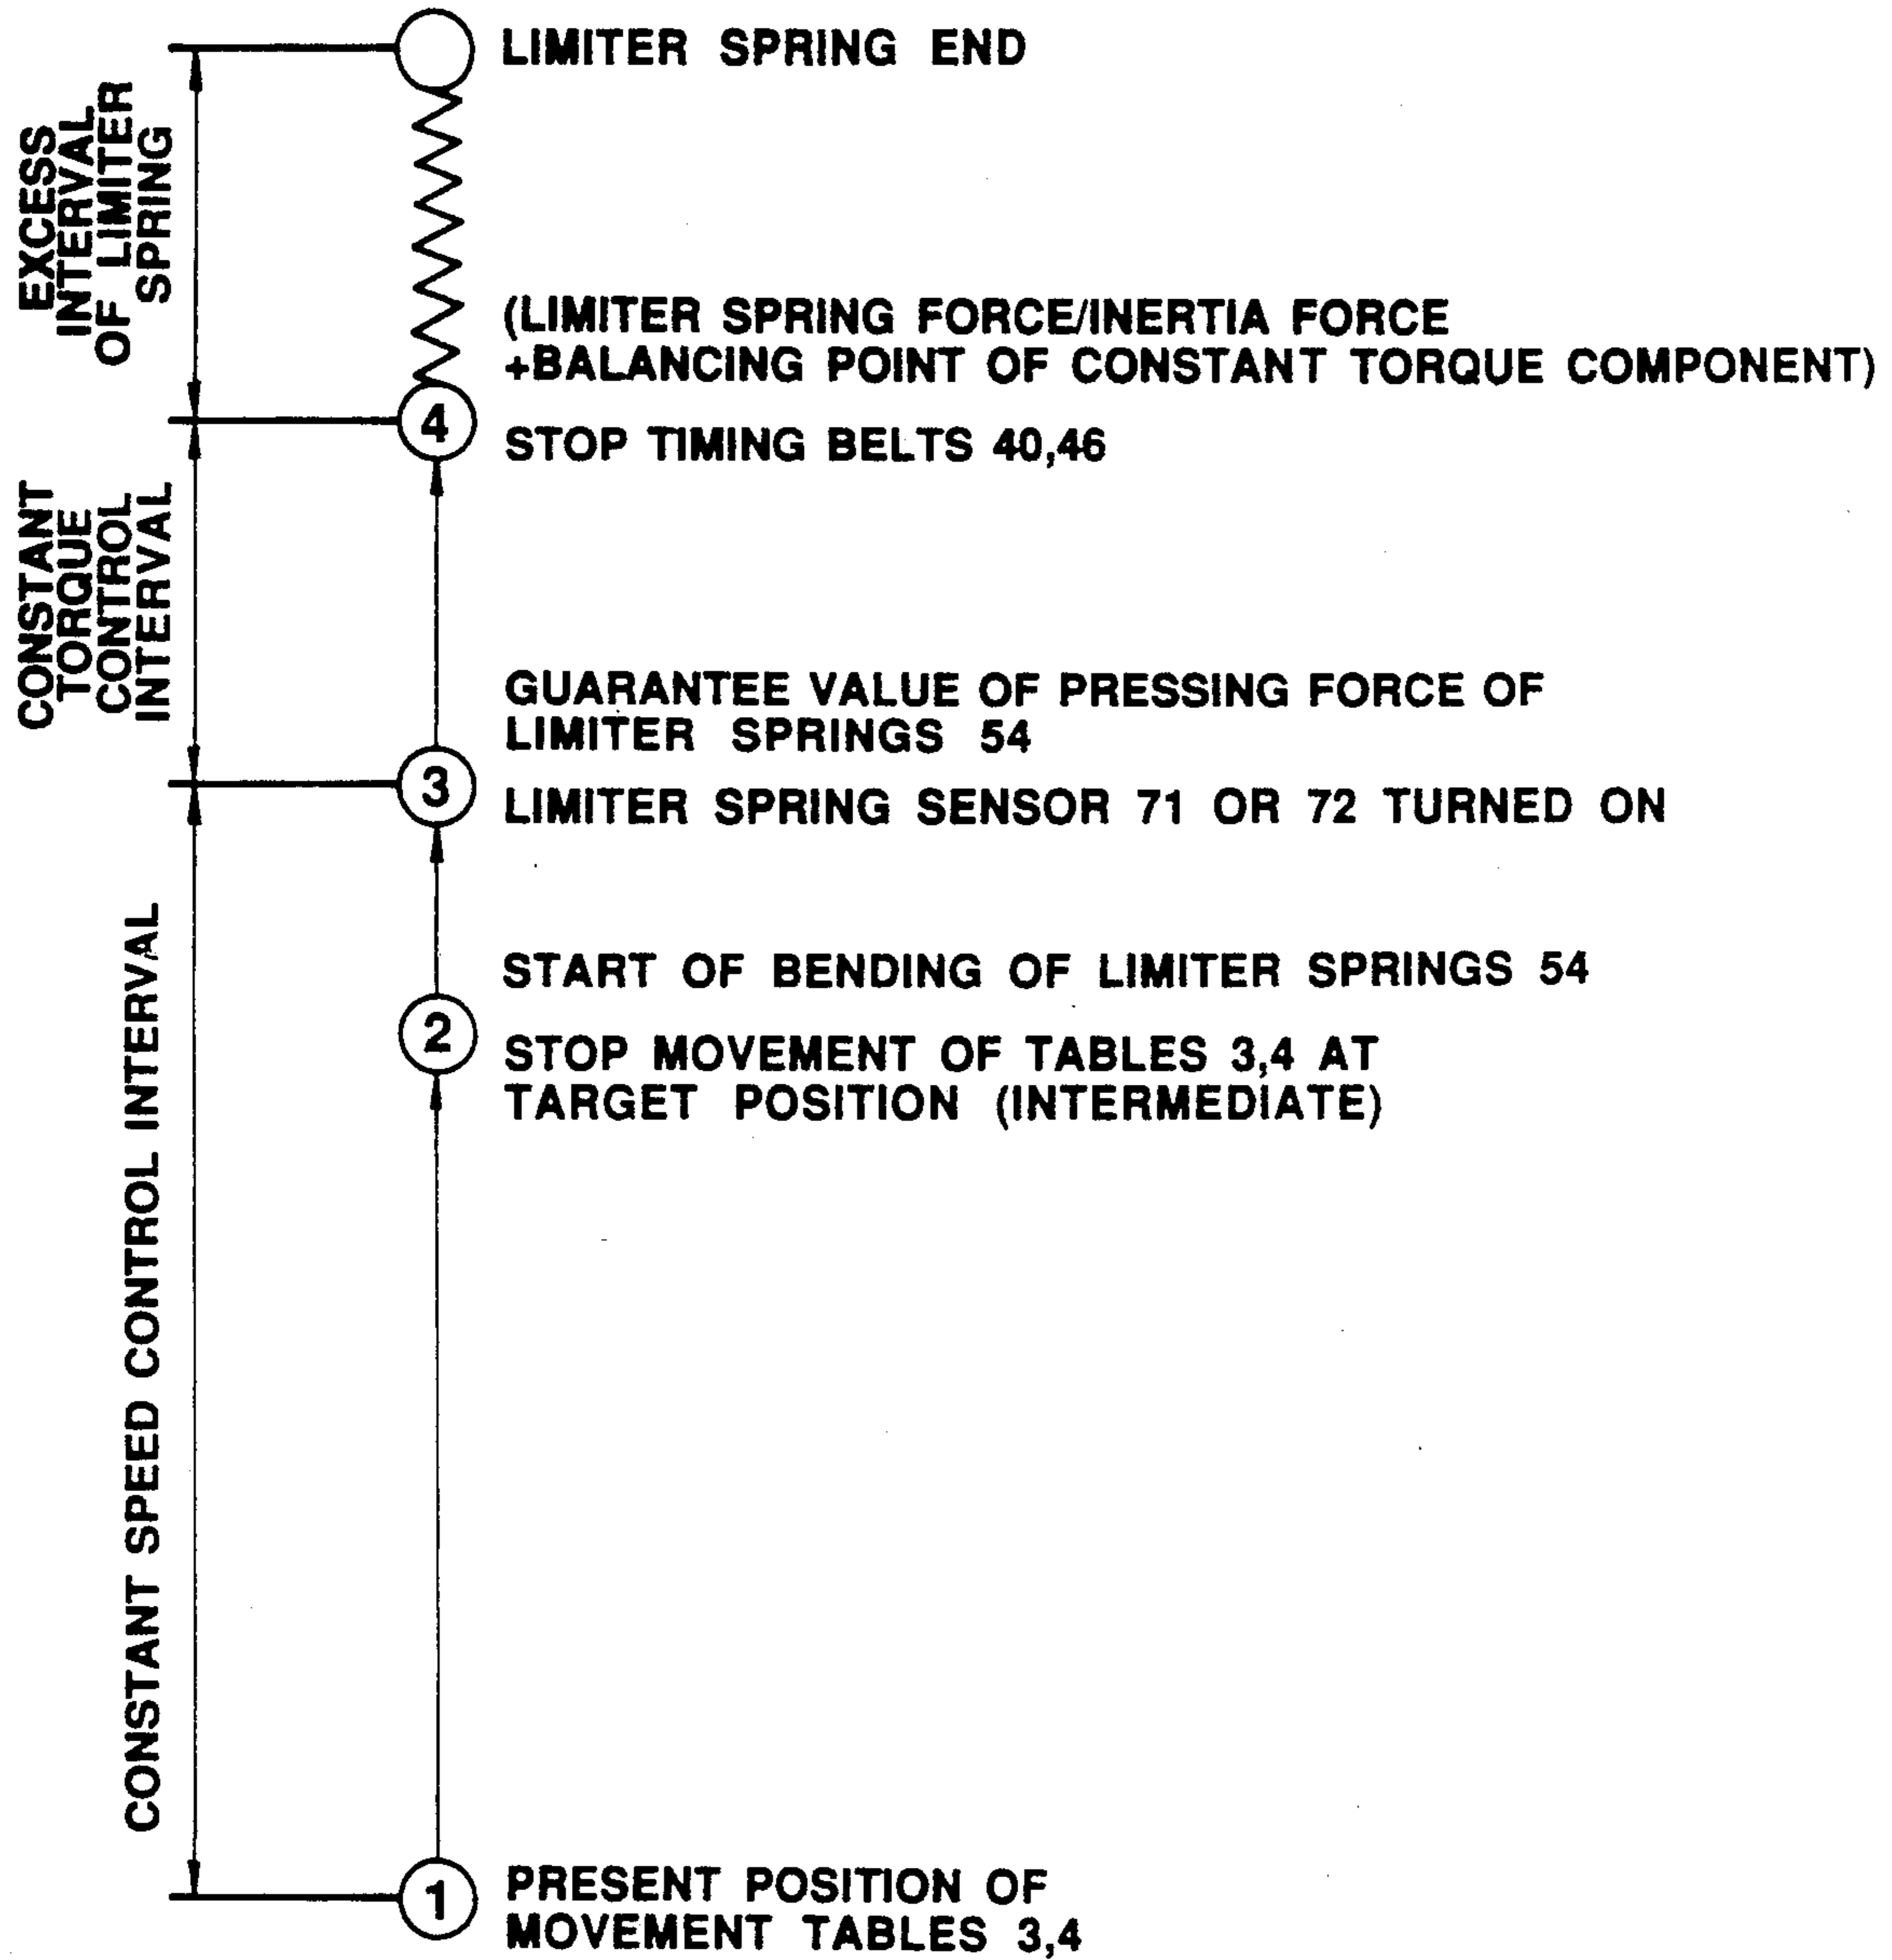 LIMITER SPRING END
EXCESS
INTERVAL
OF LIMITER
SPRING
(LIMITER SPRING FORCE/INERTIA FORCE
+BALANCING POINT OF CONSTANT TORQUE COMPONENT)
4
STOP TIMING BELTS 40,46
CONSTANT
TORQUE
CONTROL
INTERVAL
GUARANTEE VALUE OF PRESSING FORCE OF
LIMITER SPRINGS 54
3
LIMITER SPRING SENSOR 71 OR 72 TURNED ON
CONSTANT SPEED CONTROL INTERVAL
START OF BENDING OF LIMITER SPRINGS 54
2
STOP MOVEMENT OF TABLES 3,4 AT
TARGET POSITION (INTERMEDIATE)
1
PRESENT POSITION OF
MOVEMENT TABLES 3,4